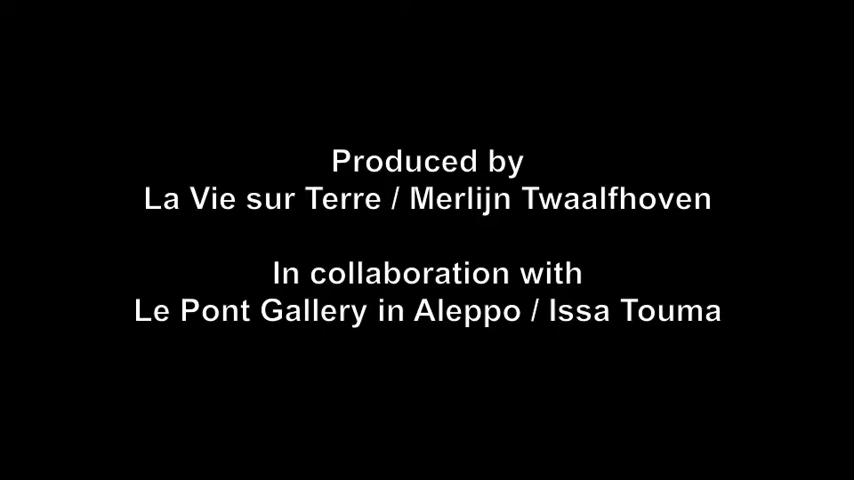 Produced by
La Vie sur Terre / Merlijn Twaalfhoven
In collaboration with
Le Pont Gallery in Aleppo / Issa Touma